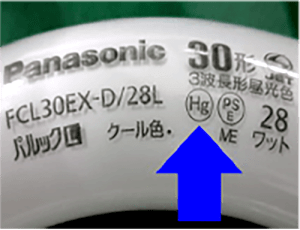 Panasonic 30形
FCL30EX-D/28L 3波長形昼光色
パルック L クール色・ Hg PS E 28
ME ワット